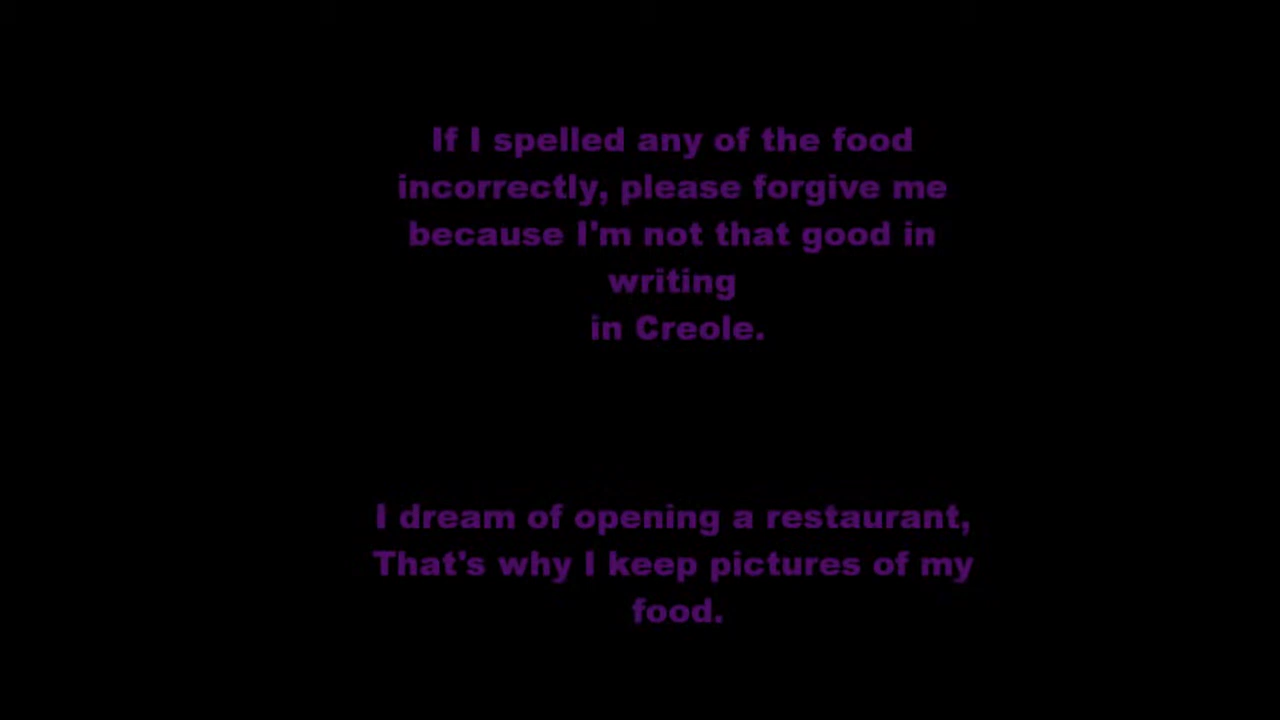 If I spelled any of the food
incorrectly, please forgive me
because I'm not that good in
writing
in Creole.
I dream of opening a restaurant,
That's why I keep pictures of my
food.